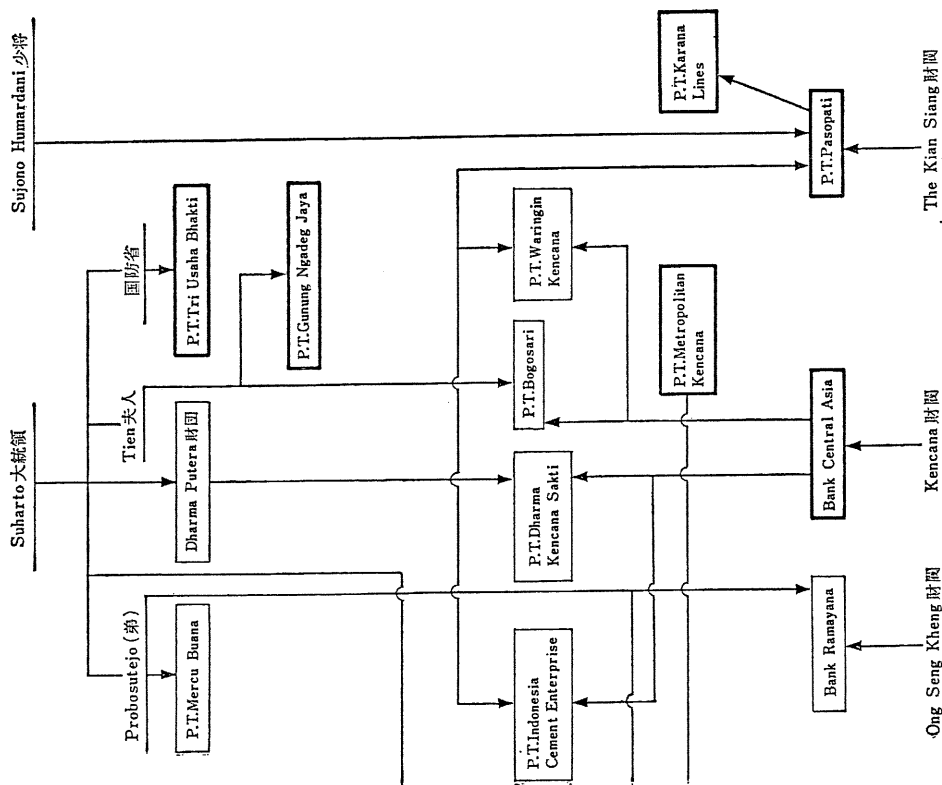 Suharto 大統領
Sujono Humardani 少将
Probosutejo (弟)
Tien 夫人
国防省
P.T.Mercu Buana
Dharma Putera 財団
P.T.Tri Usaha Bhakti
P.T.Gunung Ngadeg Jaya
P.T.Indonesia
Cement Enterprise
P.T.Dharma
Kencana Sakti
P.T.Bogosari
P.T.Waringin
Kencana
P.T.Metropolitan
Kencana
P.T.Karana
Lines
Bank Ramayana
Bank Central Asia
P.T.Pasopati
Ong Seng Kheng 財閥
Kencana 財閥
The Kian Siang 財閥